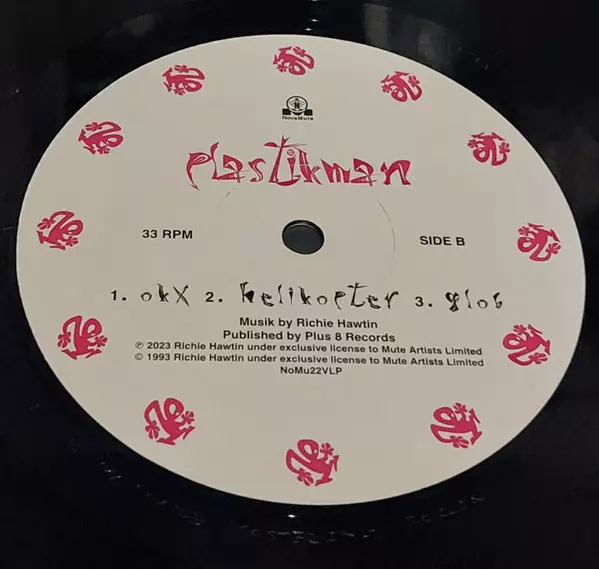 N
NovaMute
plastikman
33 RPM
SIDE B
1. okx 2. helikopter 3. glob
Musik by Richie Hawtin
Published by Plus 8 Records
℗ 2023 Richie Hawtin under exclusive license to Mute Artists Limited
© 1993 Richie Hawtin under exclusive license to Mute Artists Limited
NoMu22VLP